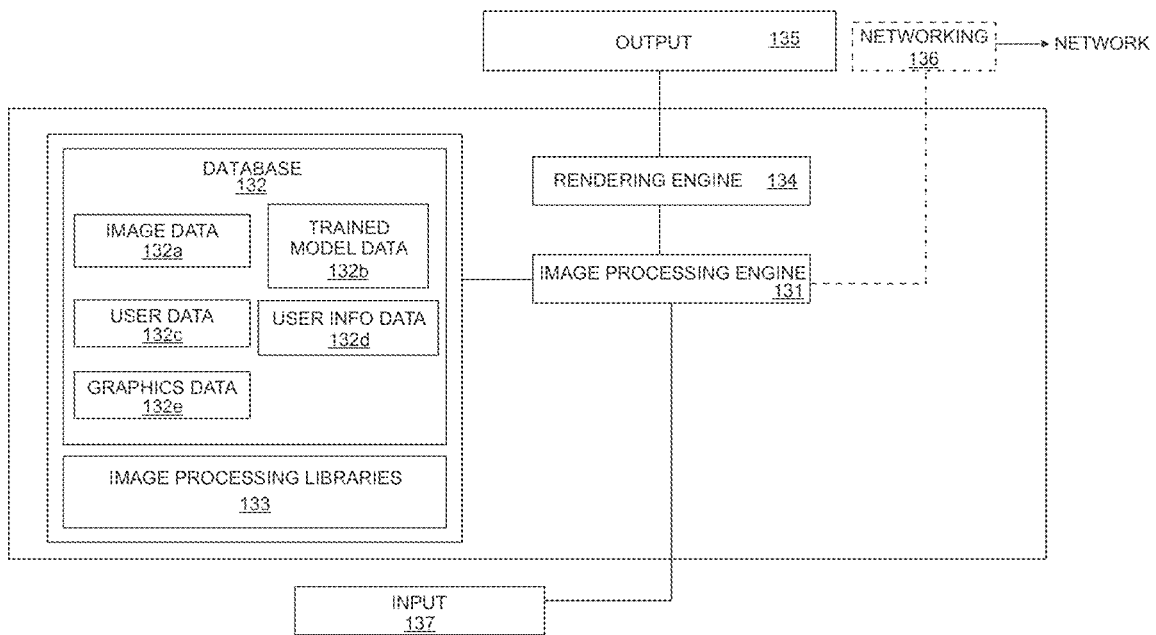 OUTPUT 135
NETWORKING
136
NETWORK
DATABASE
132
IMAGE DATA
132a
TRAINED
MODEL DATA
132b
USER DATA
132c
USER INFO DATA
132d
GRAPHICS DATA
132e
IMAGE PROCESSING LIBRARIES
133
RENDERING ENGINE 134
IMAGE PROCESSING ENGINE
131
INPUT
137